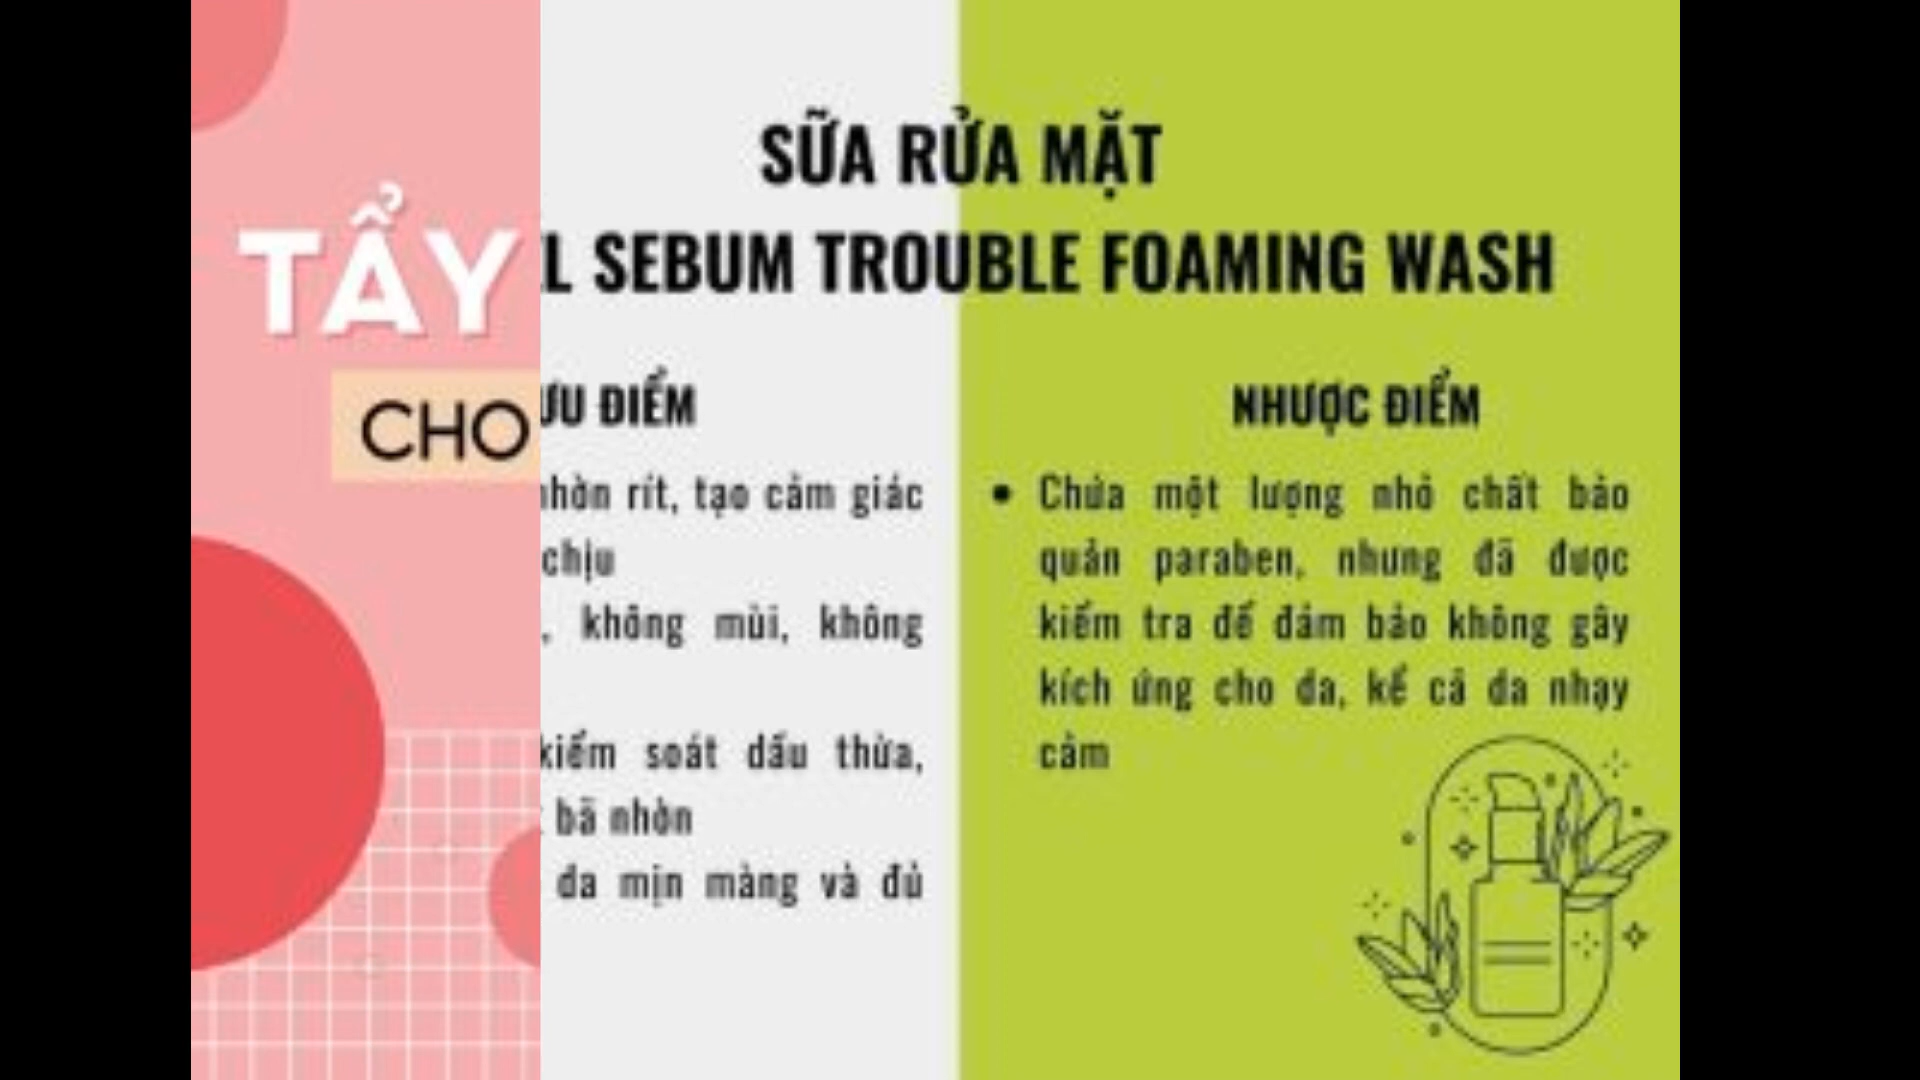 TẨY
CHO
SỮA RỬA MẶT
SEBUM TROUBLE FOAMING WASH
ƯU ĐIỂM
nhờn rít, tạo cảm giác
chịu
, không mùi, không
kiểm soát dầu thừa,
bã nhờn
da mịn màng và đủ
NHƯỢC ĐIỂM
• Chứa một lượng nhỏ chất bảo
quản paraben, nhưng đã được
kiểm tra để đảm bảo không gây
kích ứng cho da, kể cả da nhạy
cảm